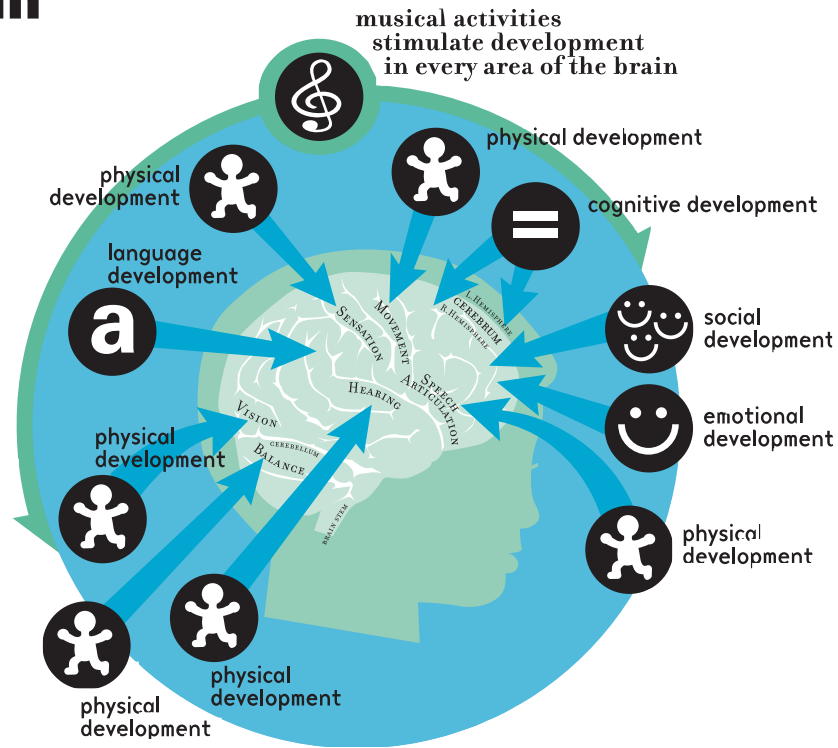 musical activities
stimulate development
in every area of the brain
physical development
physical
development
cognitive development
language
development
a
=
L. HEMISPHERE
CEREBRUM
R. HEMISPHERE
MOVEMENT
SENSATION
social
development
HEARING
SPEECH
ARTICULATION
VISION
emotional
development
CEREBELLUM
BALANCE
physical
development
BRAIN STEM
physical
development
physical
development
physical
development